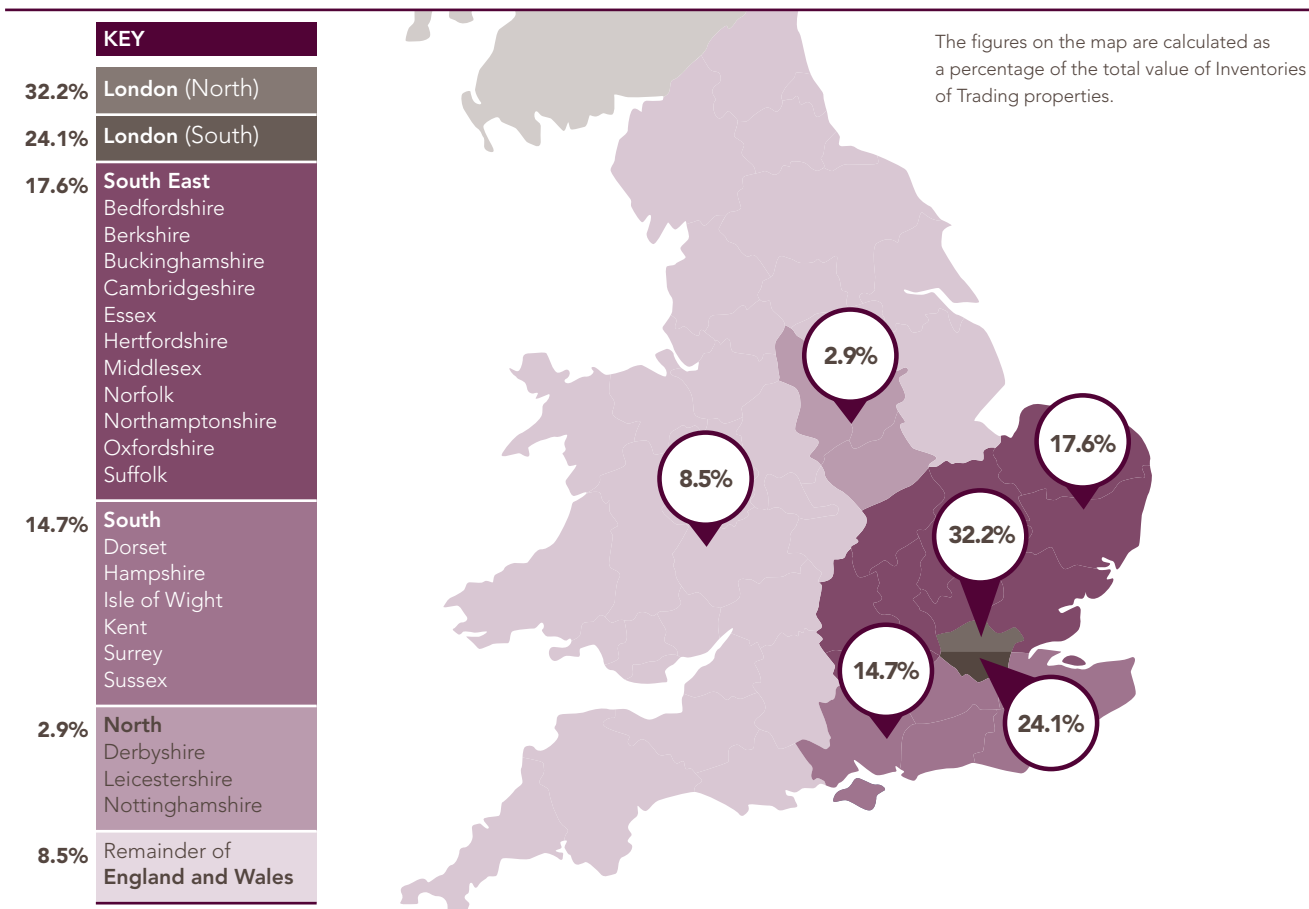 KEY
32.2% London (North)
24.1% London (South)
17.6% South East
Bedfordshire
Berkshire
Buckinghamshire
Cambridgeshire
Essex
Hertfordshire
Middlesex
Norfolk
Northamptonshire
Oxfordshire
Suffolk
14.7% South
Dorset
Hampshire
Isle of Wight
Kent
Surrey
Sussex
2.9% North
Derbyshire
Leicestershire
Nottinghamshire
8.5% Remainder of
England and Wales
The figures on the map are calculated as
a percentage of the total value of Inventories
of Trading properties.
2.9%
17.6%
8.5%
32.2%
14.7%
24.1%